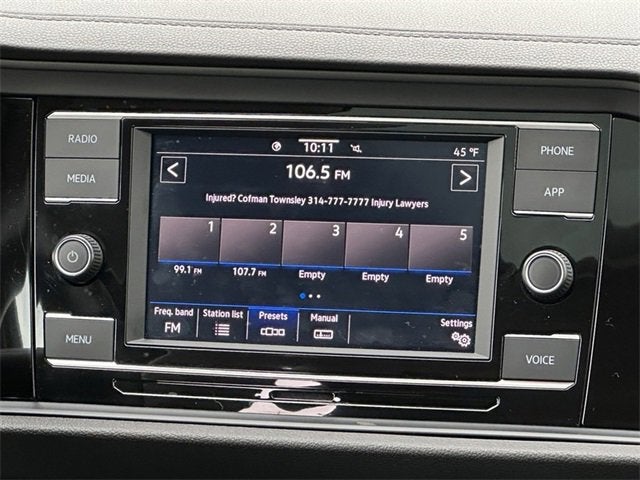 RADIO
MEDIA
MENU
10:11
45 °F
106.5 FM
Injured? Cofman Townsley 314-777-7777 Injury Lawyers
1 2 3 4 5
99.1 FM 107.7 FM Empty Empty Empty
Freq. band Station list Presets Manual Settings
FM
PHONE
APP
VOICE